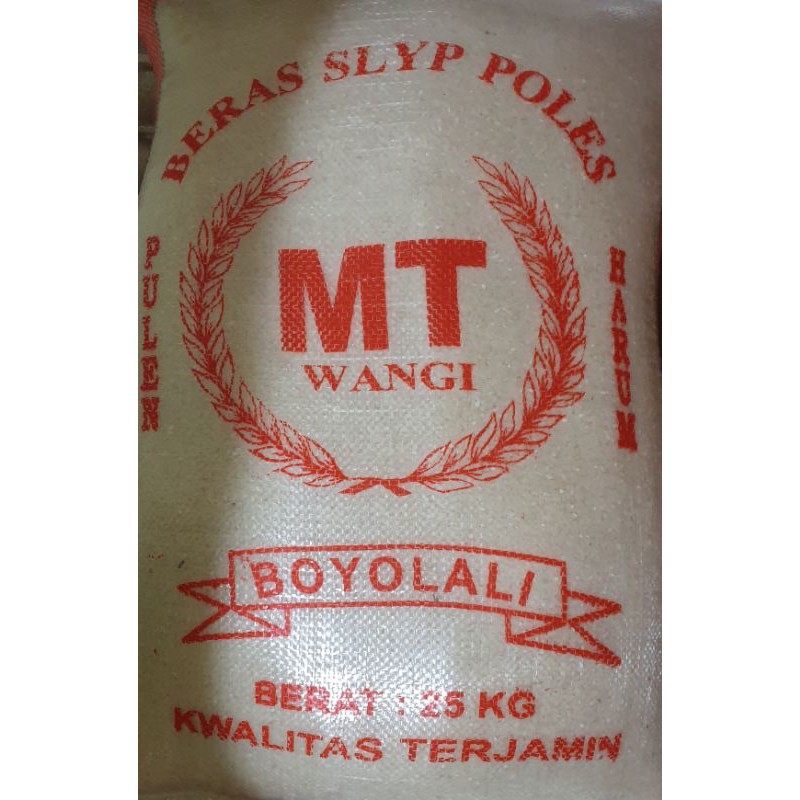 BERAS SLYP POLES
PULEN
MT
WANGI
HARUM
BOYOLALI
BERAT : 25 KG
KWALITAS TERJAMIN